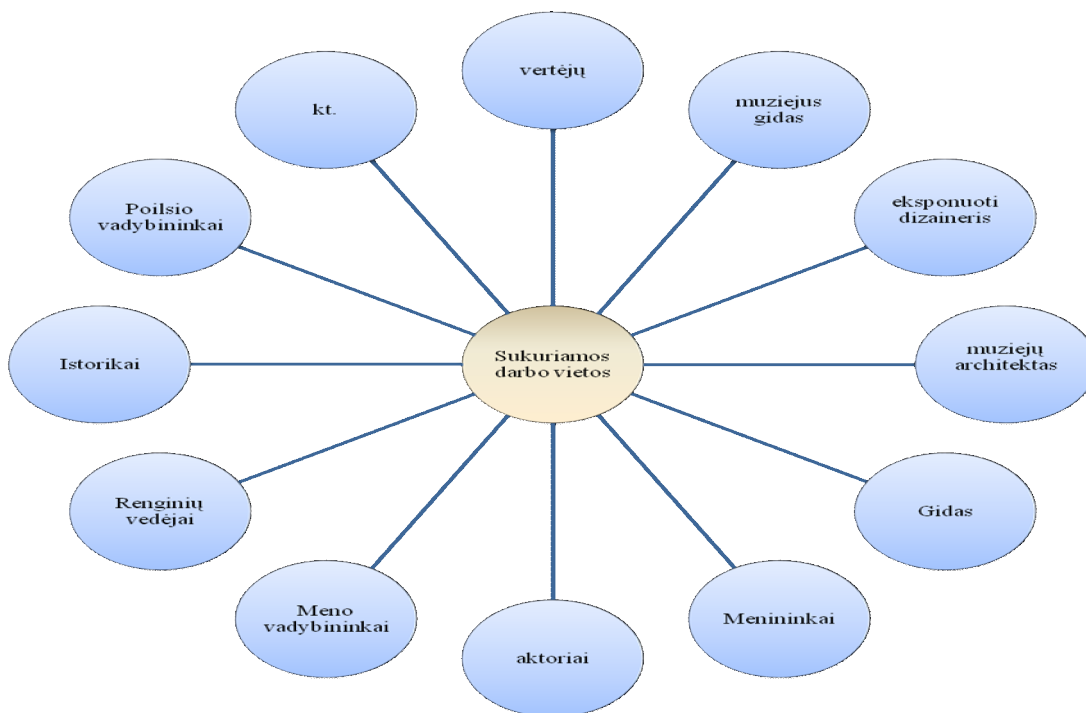 vertėjų
kt.
muziejus
gidas
Poilsio
vadybininkai
eksponuoti
dizaineris
Istorikai
Sukuriamos
darbo vietos
muziejų
architektas
Renginių
vedėjai
Gidas
Meno
vadybininkai
Menininkai
aktoriai